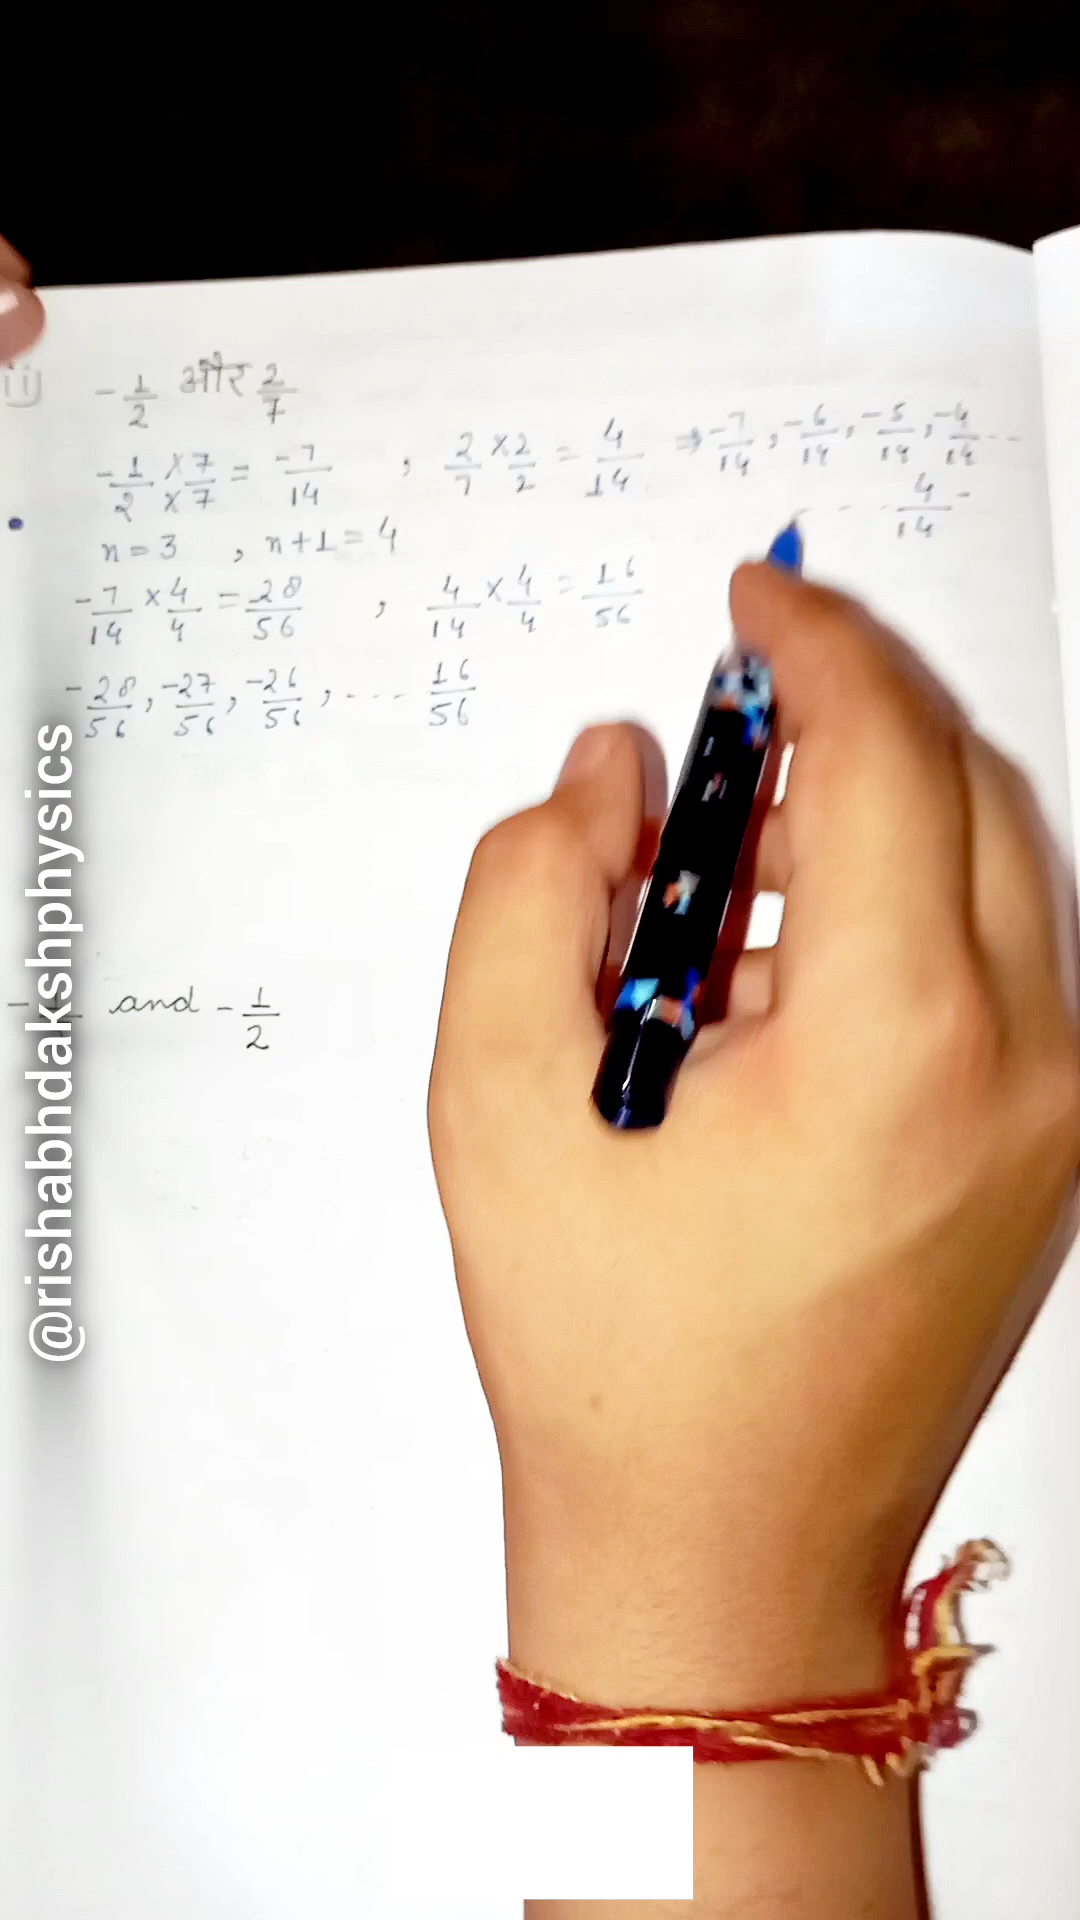 ii) -1/2 और 2/7
-1/2 ×7/×7 = -7/14 , 2/7 ×2/2 = 4/14 ⇒ -7/14, -6/14, -5/14, -4/14 ...
- - - 4/14
n = 3 , n+1 = 4
-7/14 × 4/4 = 28/56 , 4/14 × 4/4 = 16/56
-28/56, -27/56, -26/56, .... 16/56
and - 1/2
@rishabhdakshphysics